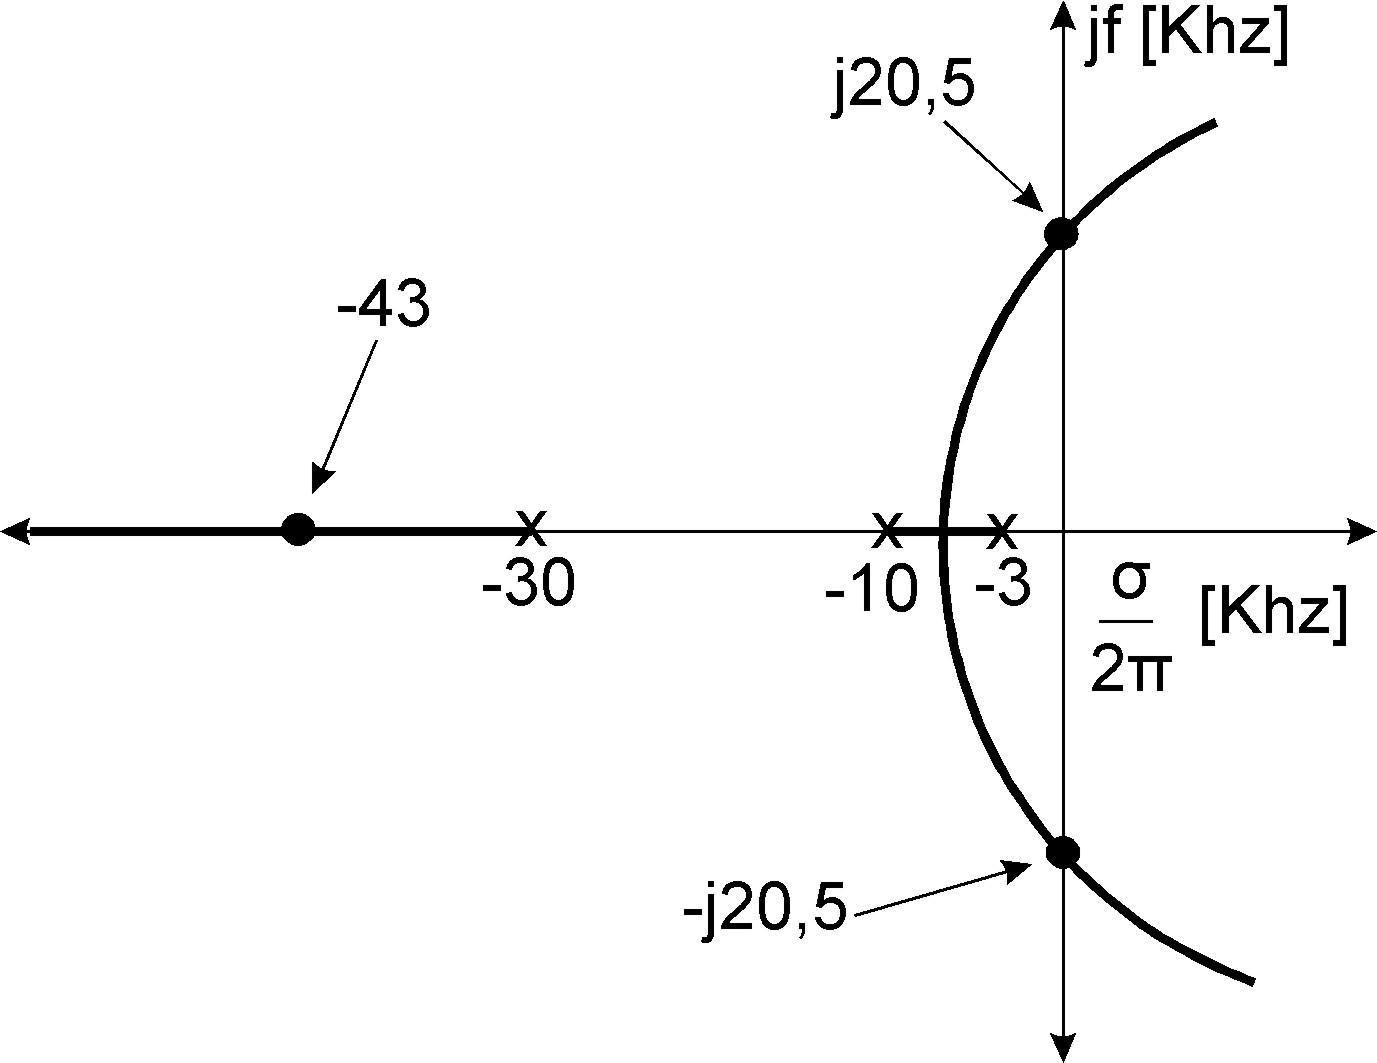 jf [Khz]
j20,5
-43
x x x
-30 -10 -3
σ
2π
[Khz]
-j20,5